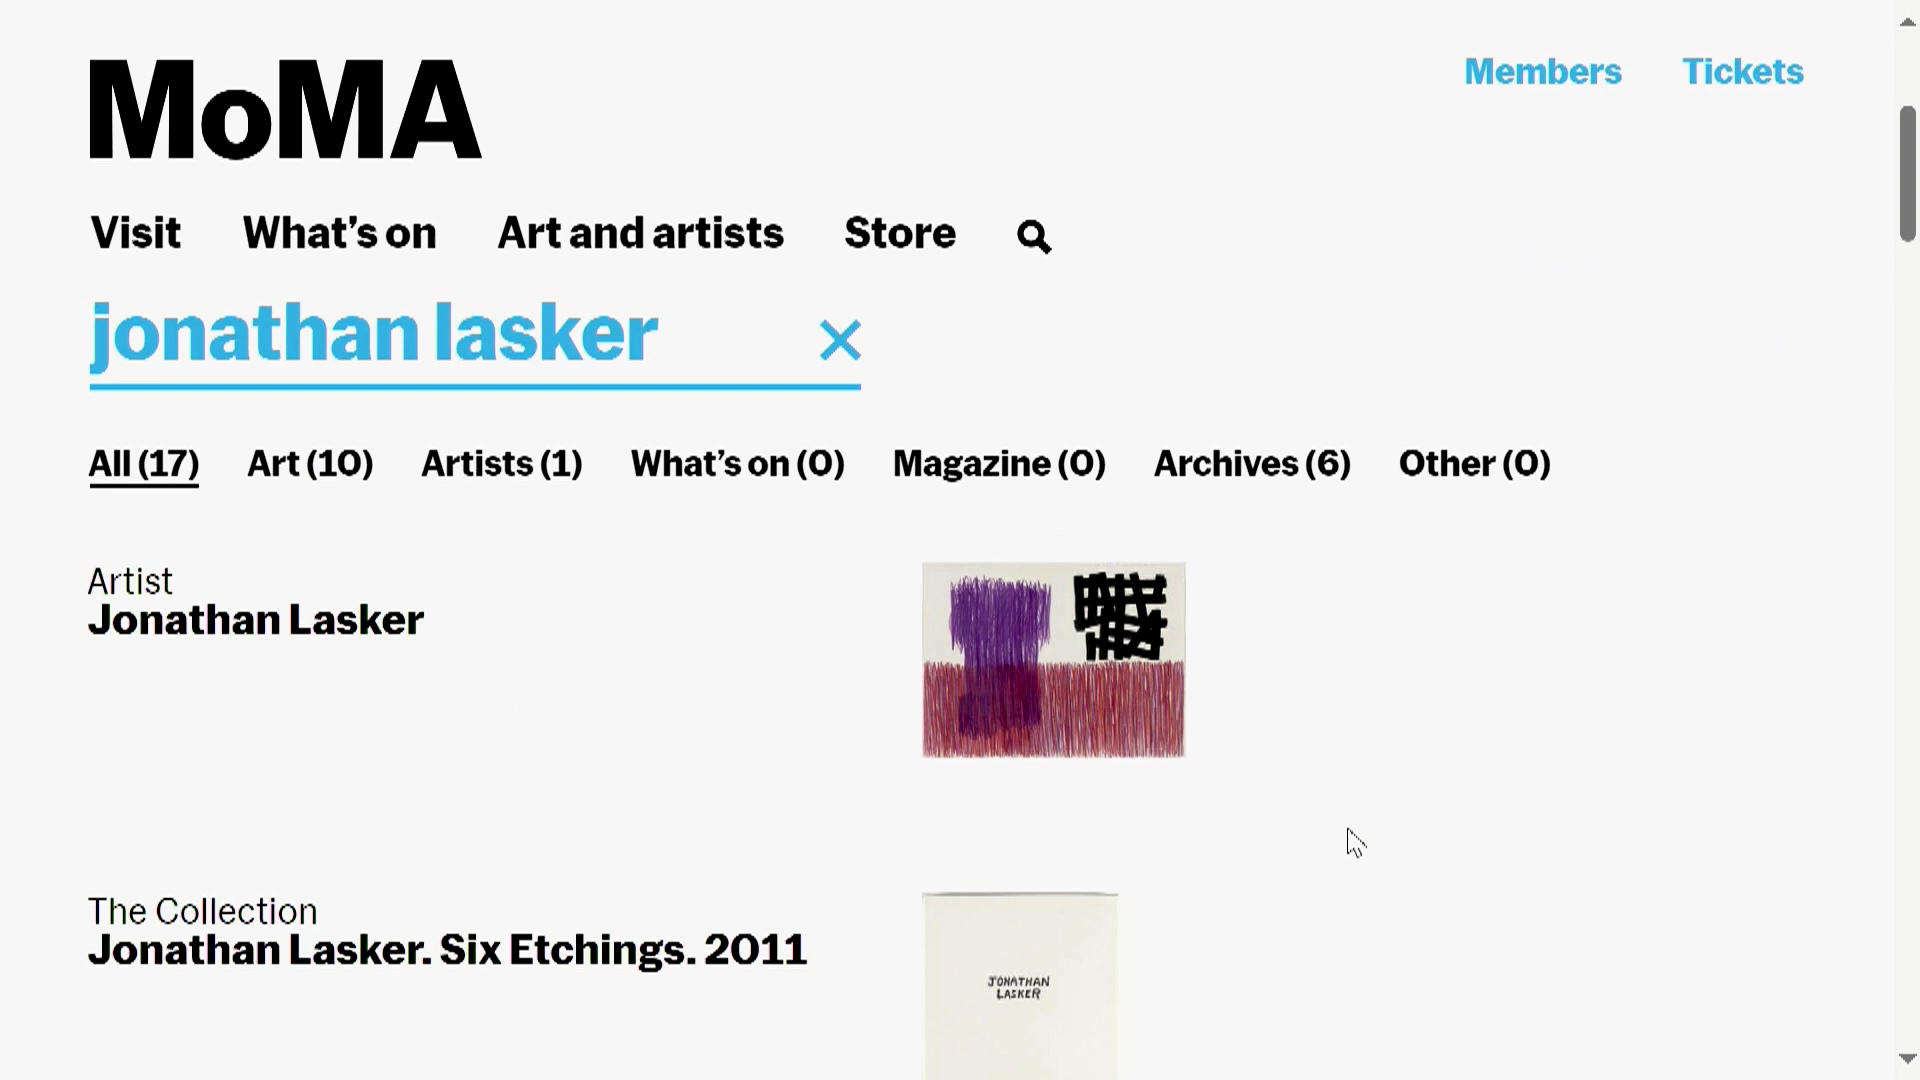 MoMA
Members Tickets
Visit What's on Art and artists Store
jonathan lasker
All (17) Art (10) Artists (1) What's on (0) Magazine (0) Archives (6) Other (0)
Artist
Jonathan Lasker
The Collection
Jonathan Lasker. Six Etchings. 2011
JONATHAN
LASKER